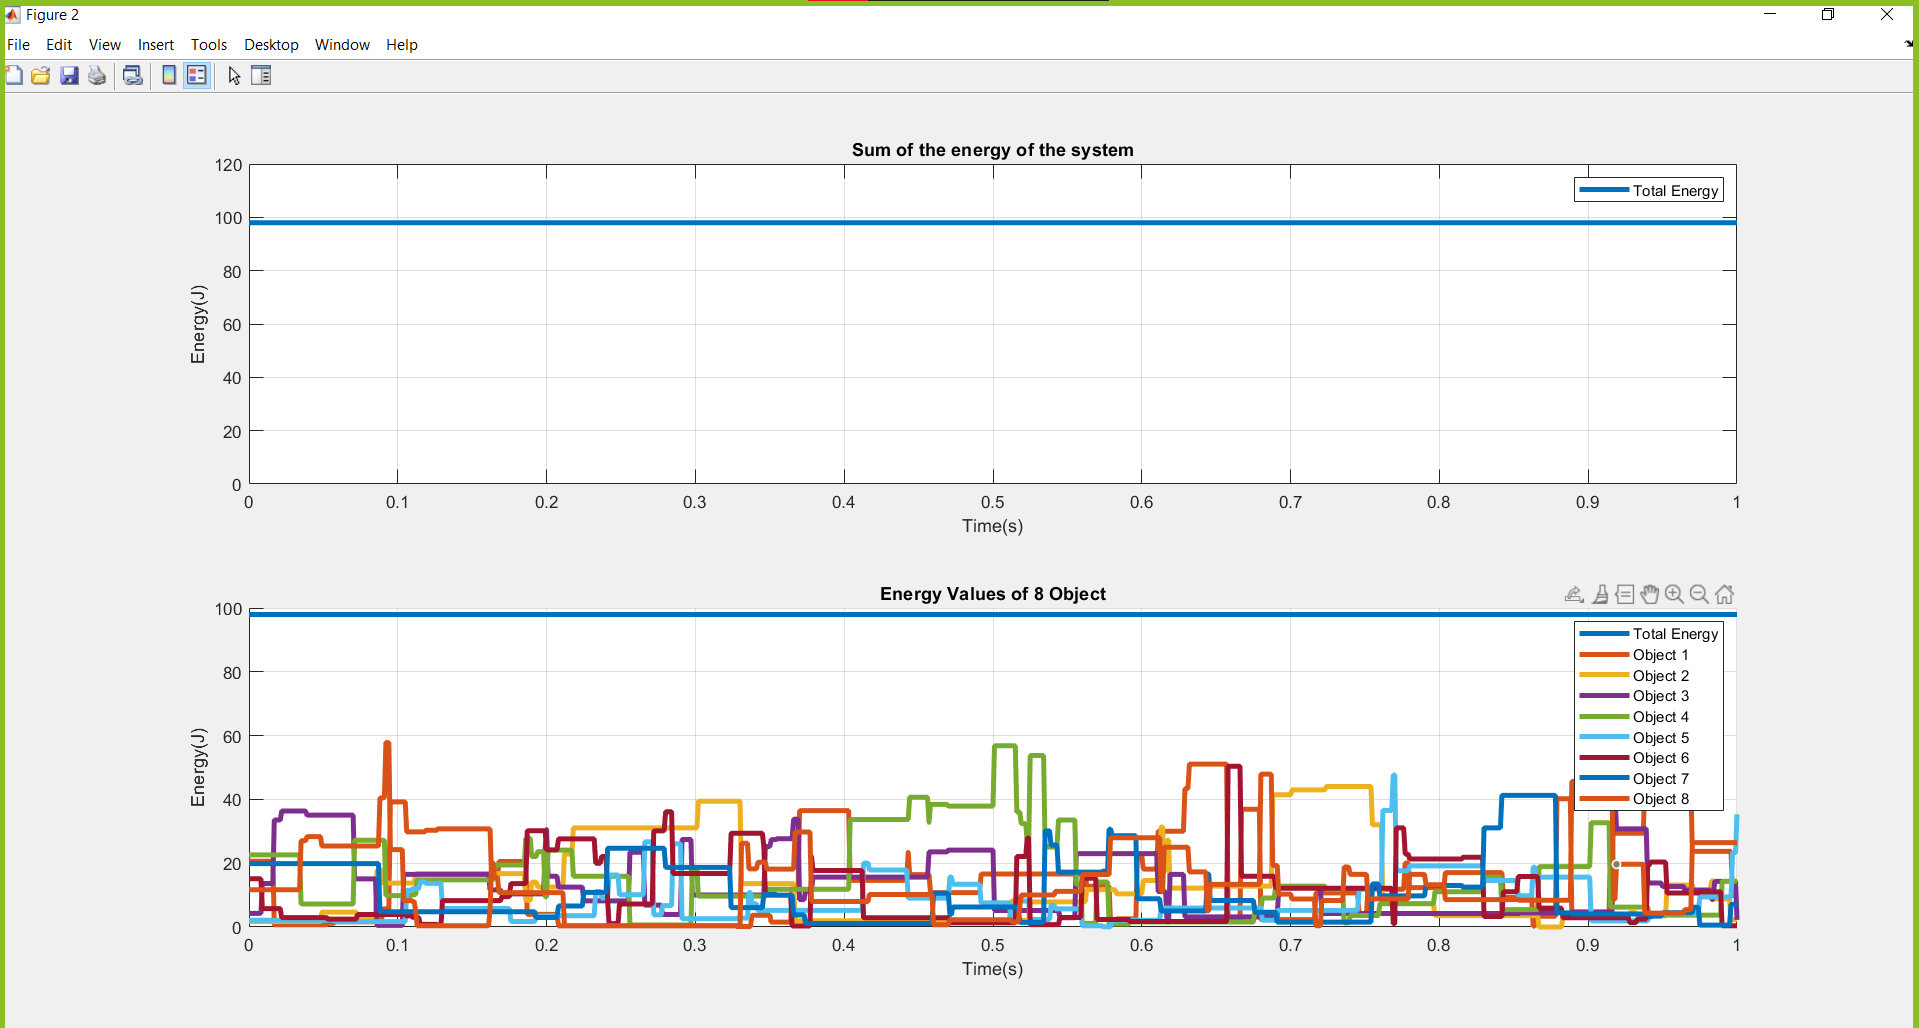 Figure 2
File Edit View Insert Tools Desktop Window Help
Sum of the energy of the system
120
100
80
60
40
20
0
Energy(J)
Total Energy
0 0.1 0.2 0.3 0.4 0.5 0.6 0.7 0.8 0.9 1
Time(s)
Energy Values of 8 Object
100
80
60
40
20
0
Energy(J)
Total Energy
Object 1
Object 2
Object 3
Object 4
Object 5
Object 6
Object 7
Object 8
0 0.1 0.2 0.3 0.4 0.5 0.6 0.7 0.8 0.9 1
Time(s)